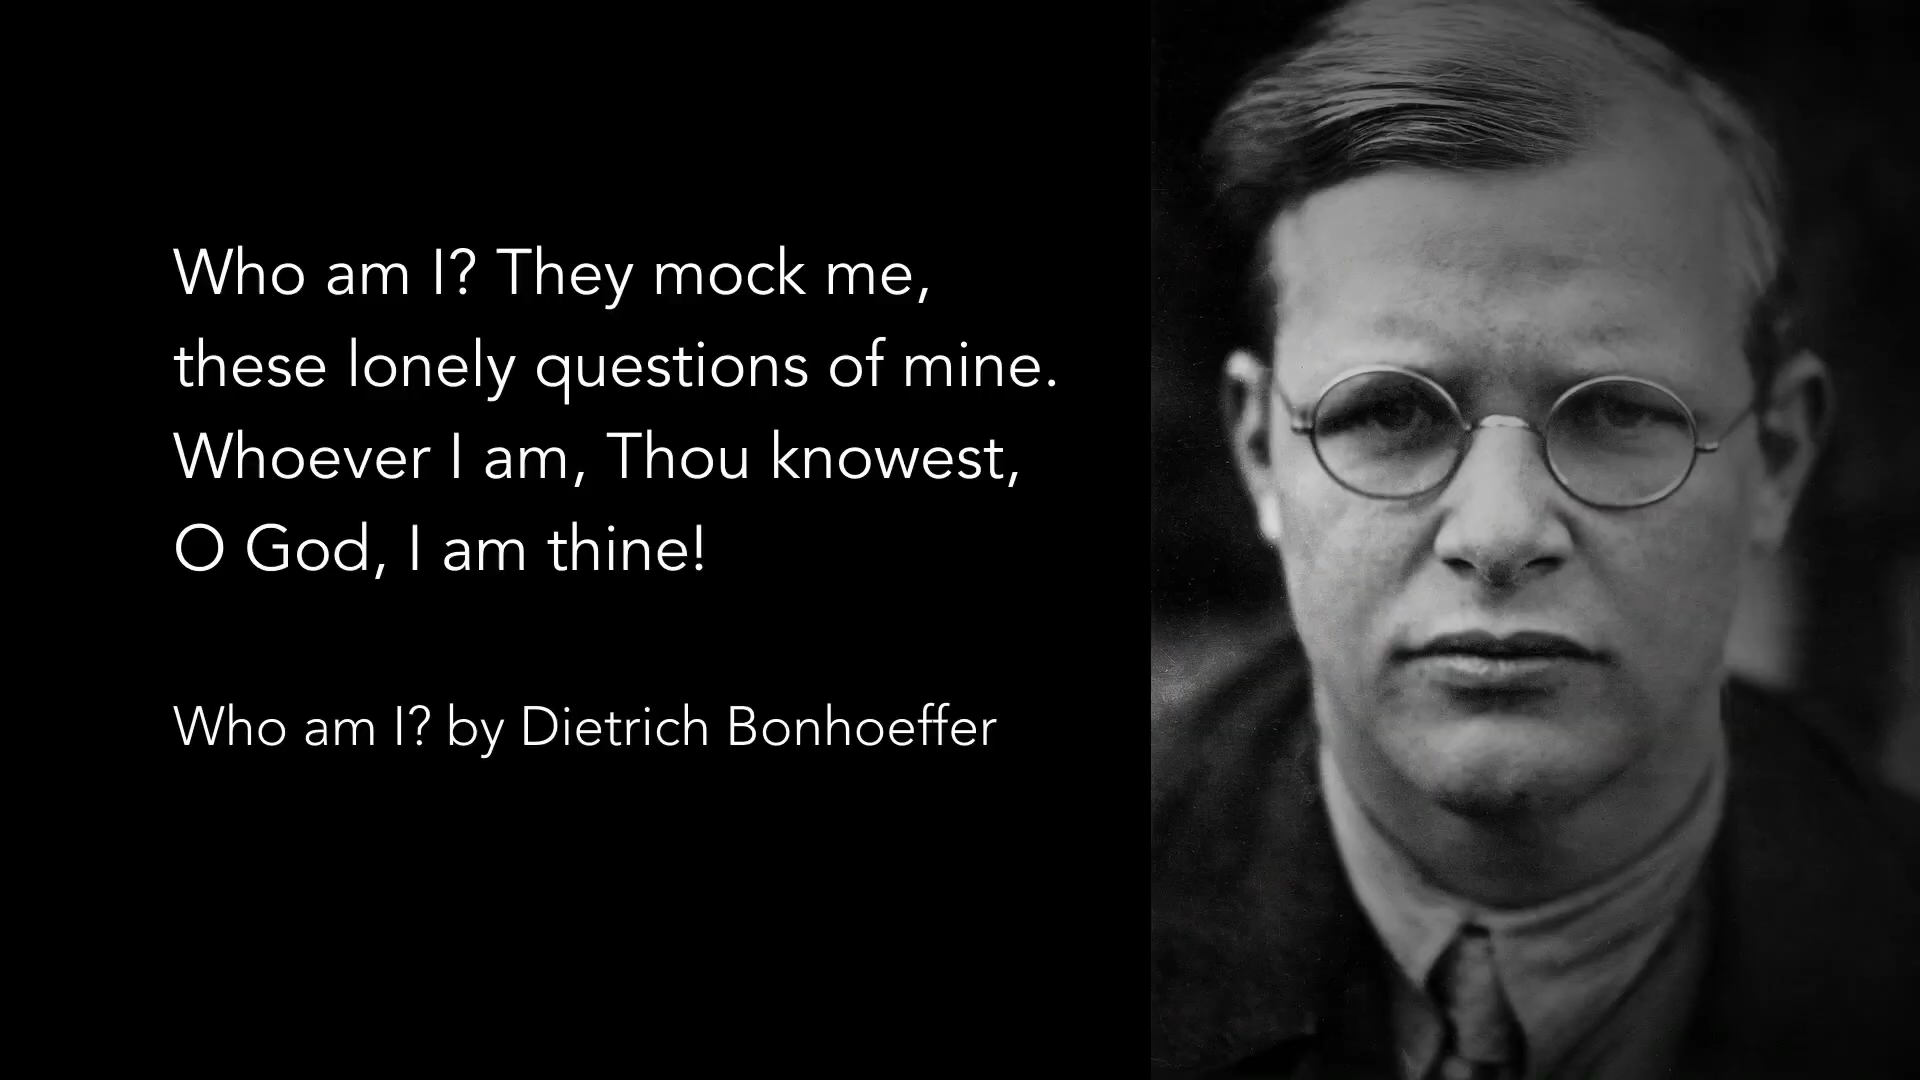 Who am I? They mock me,
these lonely questions of mine.
Whoever I am, Thou knowest,
O God, I am thine!
Who am I? by Dietrich Bonhoeffer